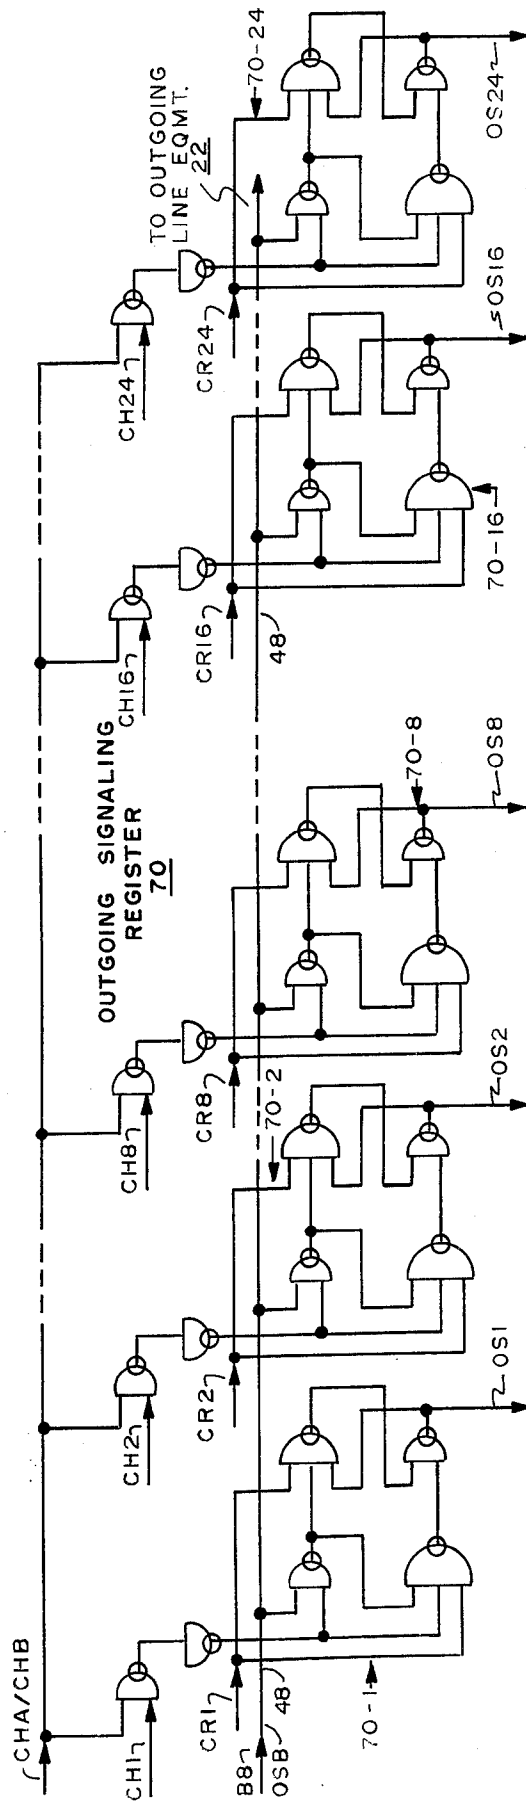 CHA/CHB
OUTGOING SIGNALING
REGISTER
70
TO OUTGOING
LINE EQMT.
22
CH1
CH2
CH8
CH16
CH24
CR1
CR2
CR8
CR16
CR24
70-2
70-24
B8
OSB
48
48
70-1
70-8
70-16
OS1
OS2
OS8
OS16
OS24